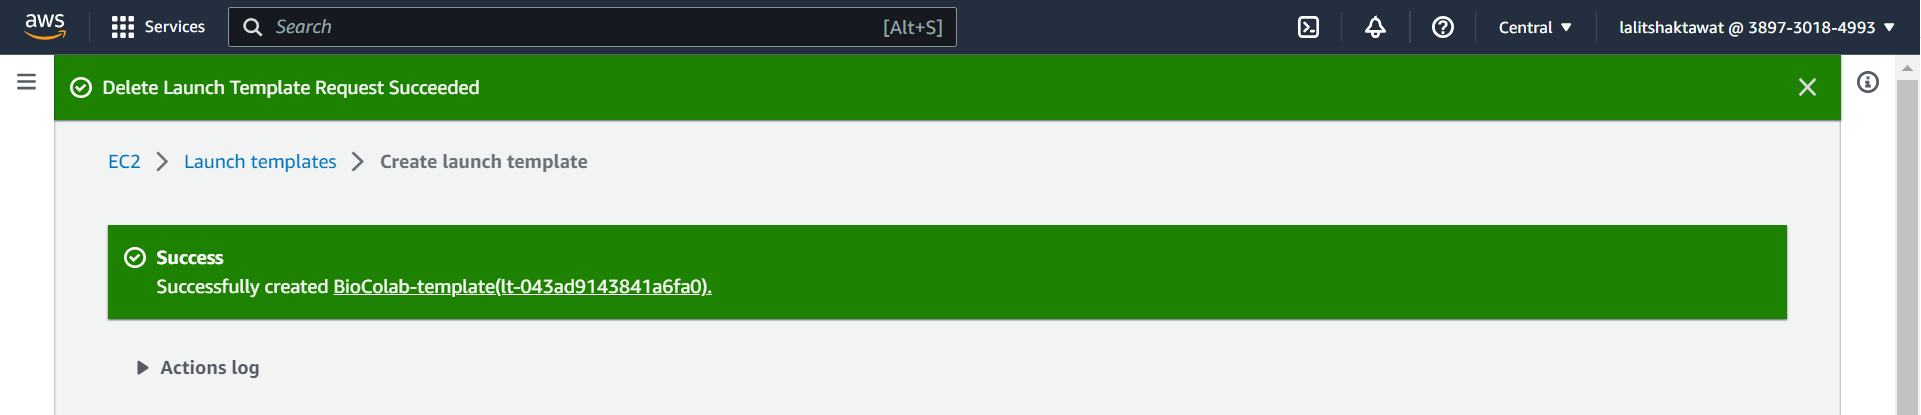 aws Services Search [Alt+S] Central lalitshaktawat @ 3897-3018-4993
Delete Launch Template Request Succeeded
EC2 Launch templates Create launch template
Success
Successfully created BioColab-template(lt-043ad9143841a6fa0).
Actions log